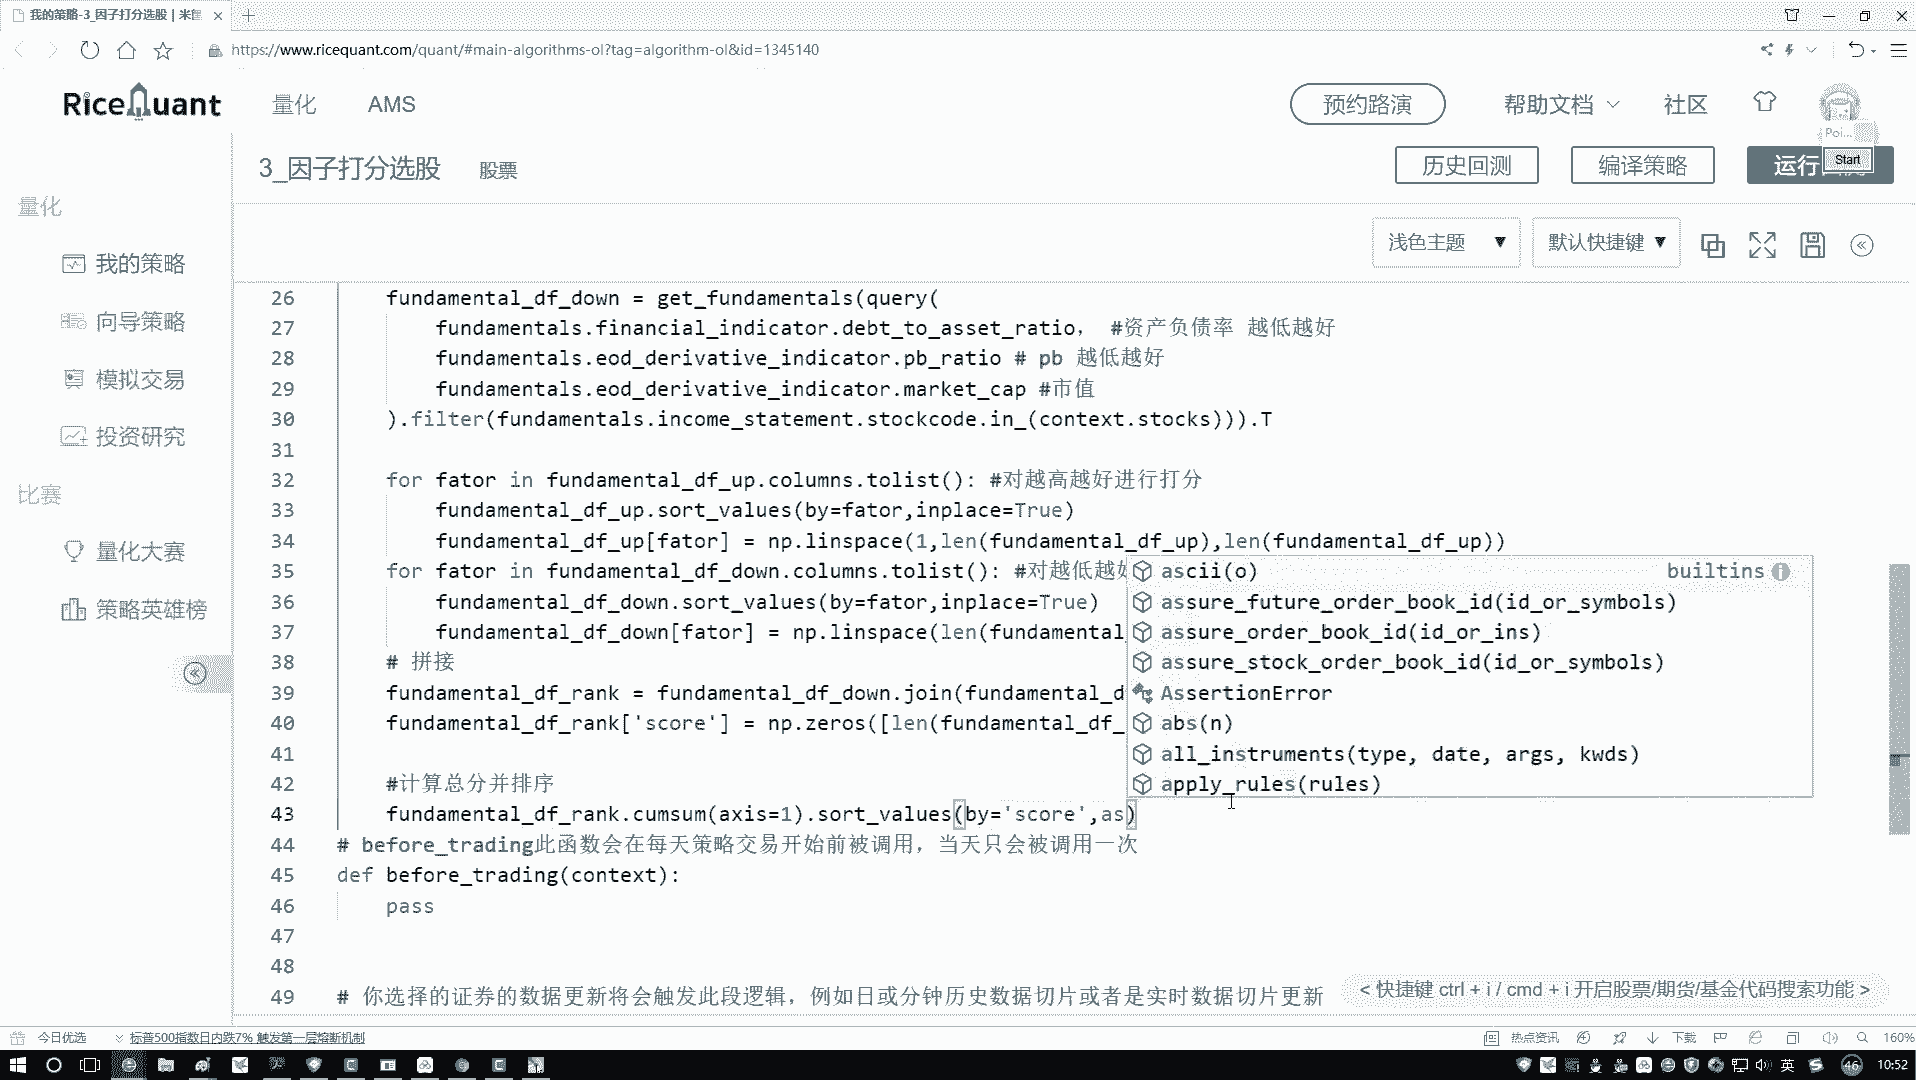 我的策略-3_因子打分选股 | 米
https://www.ricequant.com/quant/#main-algorithms-ol?tag=algorithm-ol&id=1345140
RiceQuant
量化
AMS
预约路演
帮助文档
社区
Poi...
Start
3_因子打分选股
股票
历史回测
编译策略
运行
量化
我的策略
向导策略
模拟交易
投资研究
比赛
量化大赛
策略英雄榜
浅色主题
默认快捷键
26 fundamental_df_down = get_fundamentals(query(
27 fundamentals.financial_indicator.debt_to_asset_ratio, #资产负债率 越低越好
28 fundamentals.eod_derivative_indicator.pb_ratio # pb 越低越好
29 fundamentals.eod_derivative_indicator.market_cap #市值
30 ).filter(fundamentals.income_statement.stockcode.in_(context.stocks))).T
31
32 for fator in fundamental_df_up.columns.tolist(): #对越高越好进行打分
33 fundamental_df_up.sort_values(by=fator,inplace=True)
34 fundamental_df_up[fator] = np.linspace(1,len(fundamental_df_up),len(fundamental_df_up))
35 for fator in fundamental_df_down.columns.tolist(): #对越低越好
36 fundamental_df_down.sort_values(by=fator,inplace=True)
37 fundamental_df_down[fator] = np.linspace(len(fundamental
38 # 拼接
39 fundamental_df_rank = fundamental_df_down.join(fundamental_d
40 fundamental_df_rank['score'] = np.zeros([len(fundamental_df_
41
42 #计算总分并排序
43 fundamental_df_rank.cumsum(axis=1).sort_values(by='score',as)
44 # before_trading此函数会在每天策略交易开始前被调用，当天只会被调用一次
45 def before_trading(context):
46 pass
47
48
49 # 你选择的证券的数据更新将会触发此段逻辑，例如日或分钟历史数据切片或者是实时数据切片更新
ascii(o) builtins
assure_future_order_book_id(id_or_symbols)
assure_order_book_id(id_or_ins)
assure_stock_order_book_id(id_or_symbols)
AssertionError
abs(n)
all_instruments(type, date, args, kwds)
apply_rules(rules)
< 快捷键 ctrl + i / cmd + i 开启股票/期货/基金代码搜索功能 >
今日优选
标普500指数日内跌7% 触发第一层熔断机制
热点资讯
下载
160%
英
46
10:52